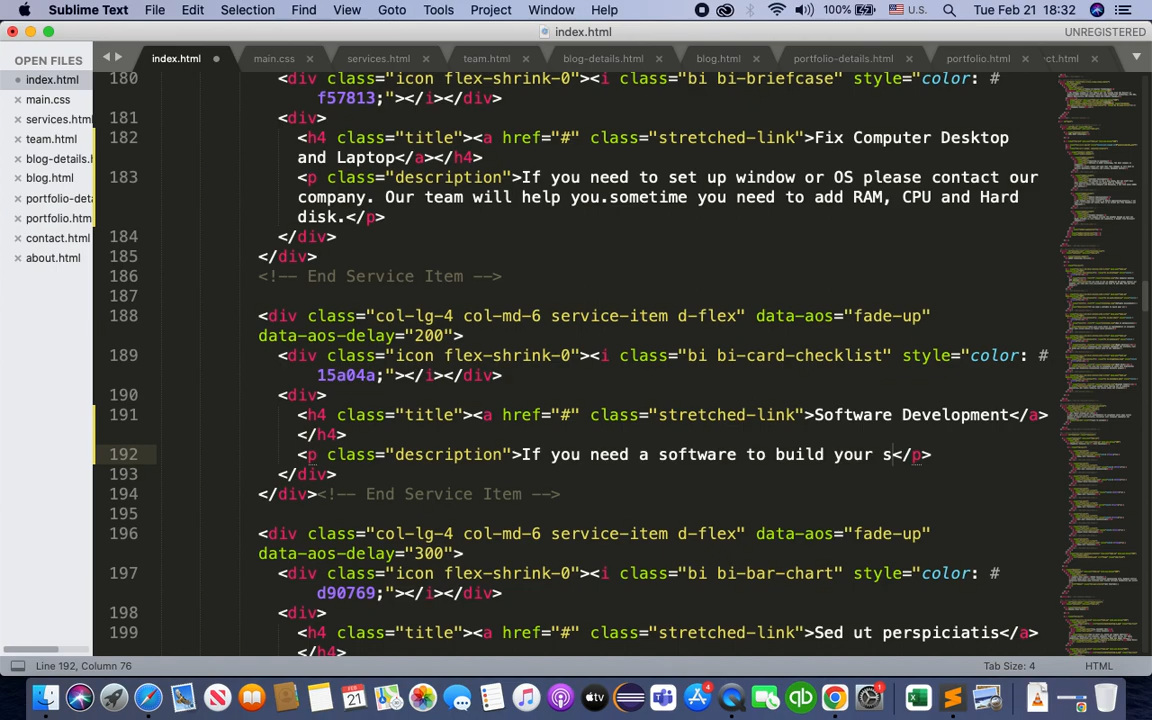 Sublime Text File Edit Selection Find View Goto Tools Project Window Help 100% U.S. Tue Feb 21 18:32
index.html UNREGISTERED
OPEN FILES index.html main.css services.html team.html blog-details.html blog.html portfolio-details.html portfolio.html ct.html
index.html
main.css
services.html
team.html
blog-details.h
blog.html
portfolio-deta
portfolio.htm
contact.html
about.html
180 <div class="icon flex-shrink-0"><i class="bi bi-briefcase" style="color: #
f57813;"></i></div>
181 <div>
182 <h4 class="title"><a href="#" class="stretched-link">Fix Computer Desktop
and Laptop</a></h4>
183 <p class="description">If you need to set up window or OS please contact our
company. Our team will help you.sometime you need to add RAM, CPU and Hard
disk.</p>
184 </div>
185 </div>
186 <!-- End Service Item -->
187
188 <div class="col-lg-4 col-md-6 service-item d-flex" data-aos="fade-up"
data-aos-delay="200">
189 <div class="icon flex-shrink-0"><i class="bi bi-card-checklist" style="color: #
15a04a;"></i></div>
190 <div>
191 <h4 class="title"><a href="#" class="stretched-link">Software Development</a>
</h4>
192 <p class="description">If you need a software to build your s</p>
193 </div>
194 </div><!-- End Service Item -->
195
196 <div class="col-lg-4 col-md-6 service-item d-flex" data-aos="fade-up"
data-aos-delay="300">
197 <div class="icon flex-shrink-0"><i class="bi bi-bar-chart" style="color: #
d90769;"></i></div>
198 <div>
199 <h4 class="title"><a href="#" class="stretched-link">Sed ut perspiciatis</a>
</h4>
Line 192, Column 76 Tab Size: 4 HTML